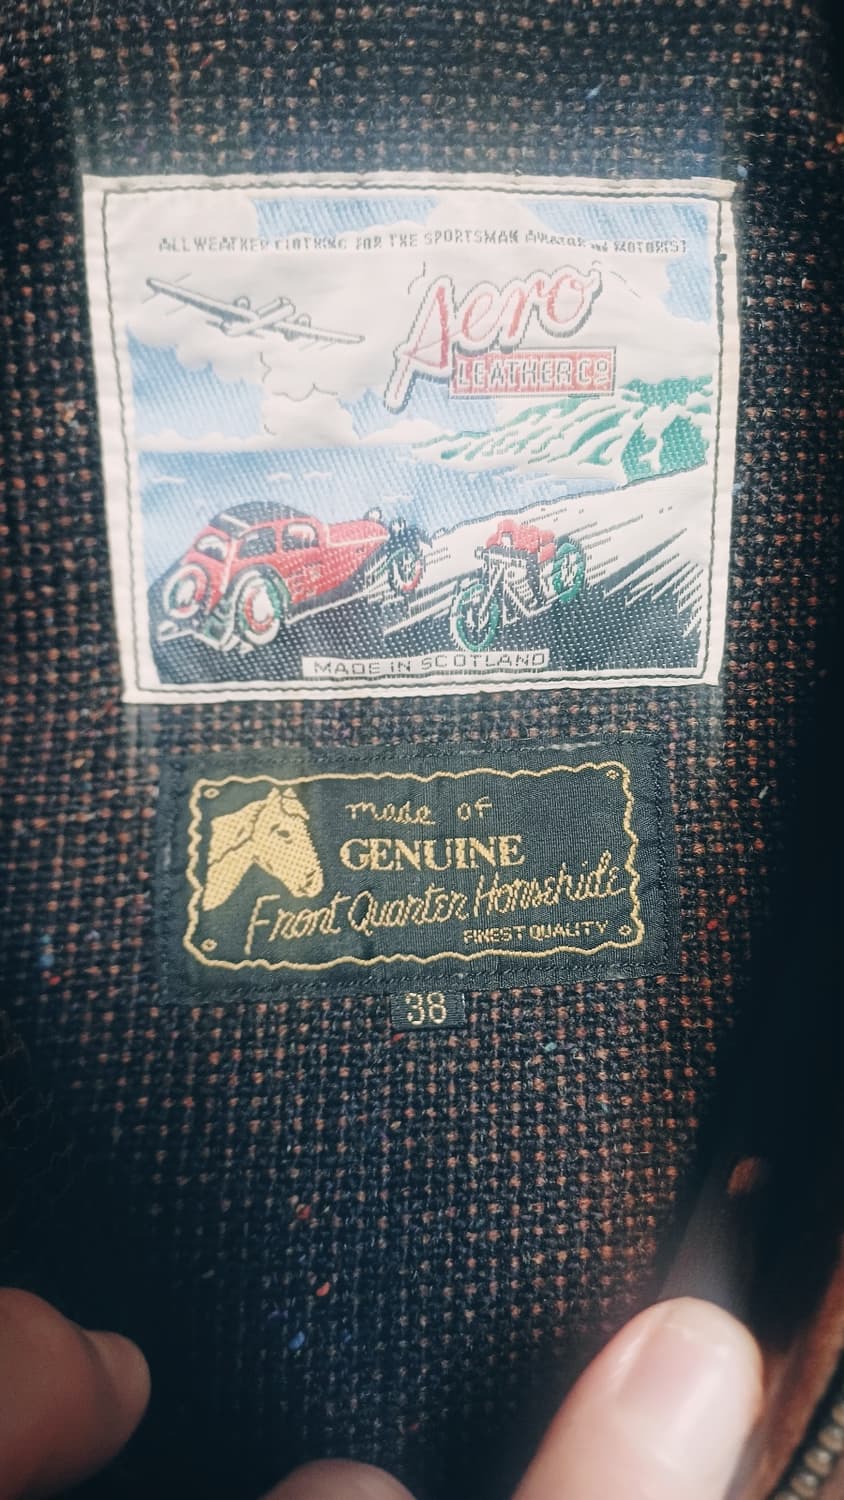 ALL WEATHER CLOTHING FOR THE SPORTSMAN AVIATOR AND MOTORIST
Aero
LEATHER Co
MADE IN SCOTLAND
made of
GENUINE
Front Quarter Horsehide
FINEST QUALITY
38